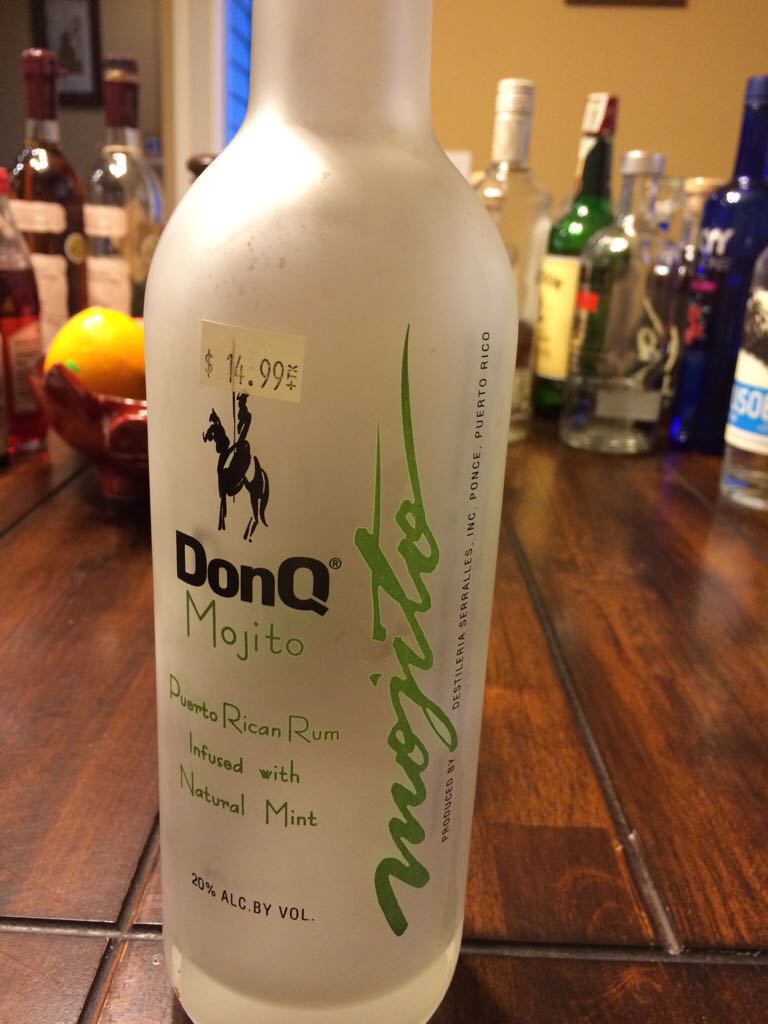 $ 14.99 +TX
DonQ®
Mojito
Puerto Rican Rum
Infused with
Natural Mint
20% ALC.BY VOL.
mojito
PRODUCED BY DESTILERIA SERRALLES, INC. PONCE, PUERTO RICO